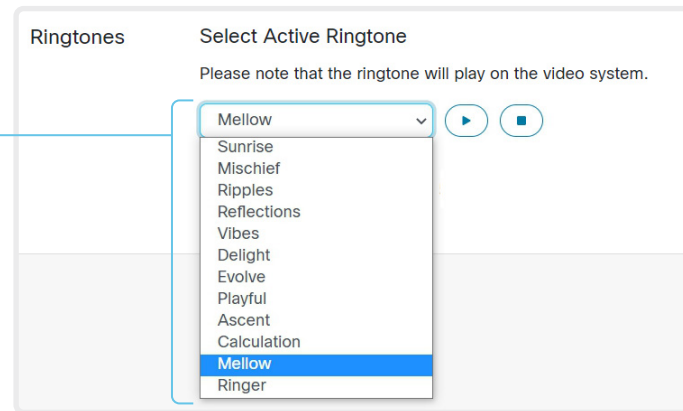 Ringtones
Select Active Ringtone
Please note that the ringtone will play on the video system.
Mellow
Sunrise
Mischief
Ripples
Reflections
Vibes
Delight
Evolve
Playful
Ascent
Calculation
Mellow
Ringer